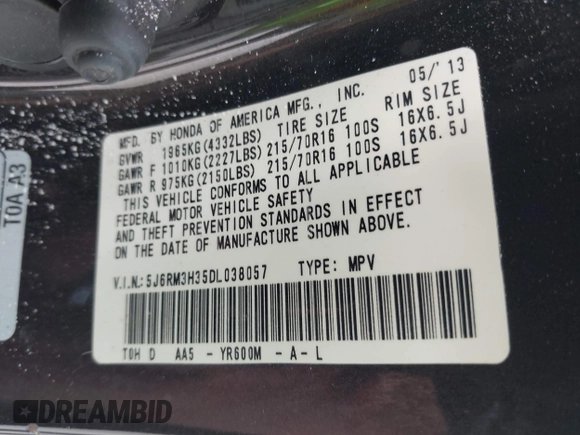 MFD. BY HONDA OF AMERICA MFG., INC. 05/'13
GVWR 1965KG(4332LBS) TIRE SIZE RIM SIZE
GAWR F 1010KG(2227LBS) 215/70R16 100S 16X6.5J
GAWR R 975KG(2150LBS) 215/70R16 100S 16X6.5J
THIS VEHICLE CONFORMS TO ALL APPLICABLE
FEDERAL MOTOR VEHICLE SAFETY
AND THEFT PREVENTION STANDARDS IN EFFECT
ON THE DATE OF MANUFACTURE SHOWN ABOVE.
V.I.N.:5J6RM3H35DL038057 TYPE: MPV
T0H D AA5 - YR600M - A - L
T0A A3
DREAMBID